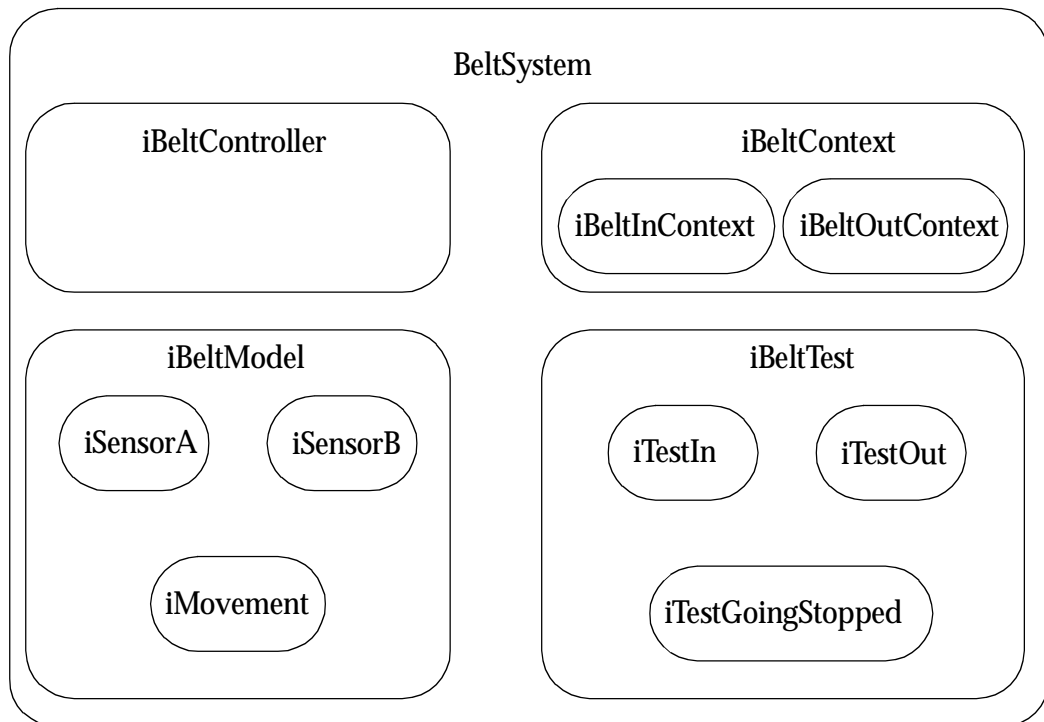 BeltSystem
iBeltController
iBeltContext
iBeltInContext
iBeltOutContext
iBeltModel
iSensorA
iSensorB
iMovement
iBeltTest
iTestIn
iTestOut
iTestGoingStopped